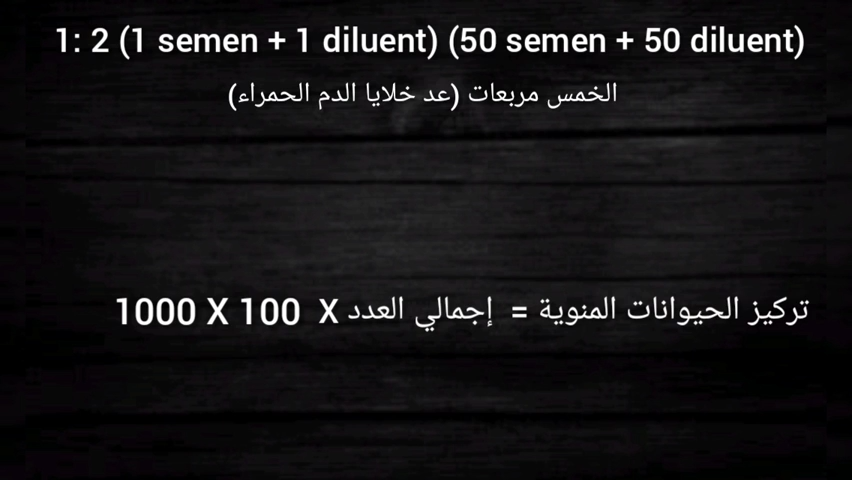 1: 2 (1 semen + 1 diluent) (50 semen + 50 diluent)
الخمس مربعات (عد خلايا الدم الحمراء)
تركيز الحيوانات المنوية = إجمالي العدد X 100 X 1000